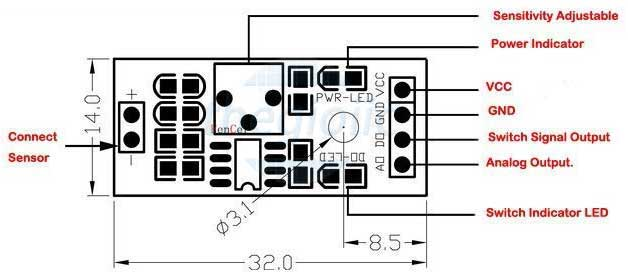 Sensitivity Adjustable
Power Indicator
VCC
GND
Switch Signal Output
Analog Output.
Switch Indicator LED
Connect
Sensor
14.0
+
−
PWR-LED
VCC
GND
DO
AO
DO-LED
Ø3.1
8.5
32.0